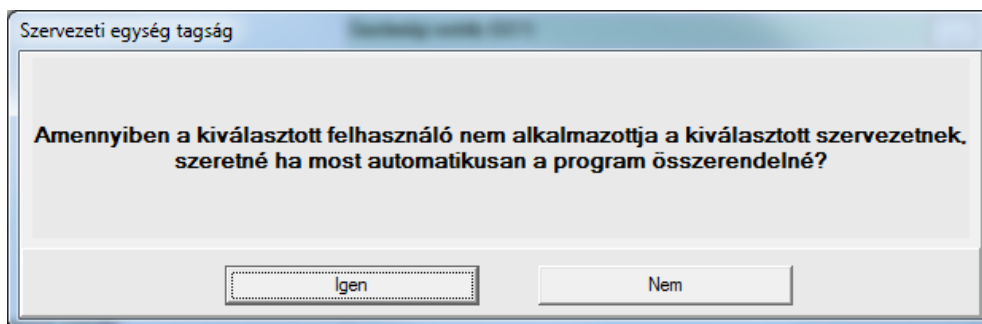 Szervezeti egység tagság
Amennyiben a kiválasztott felhasználó nem alkalmazottja a kiválasztott szervezetnek,
szeretné ha most automatikusan a program összerendelné?
Igen
Nem